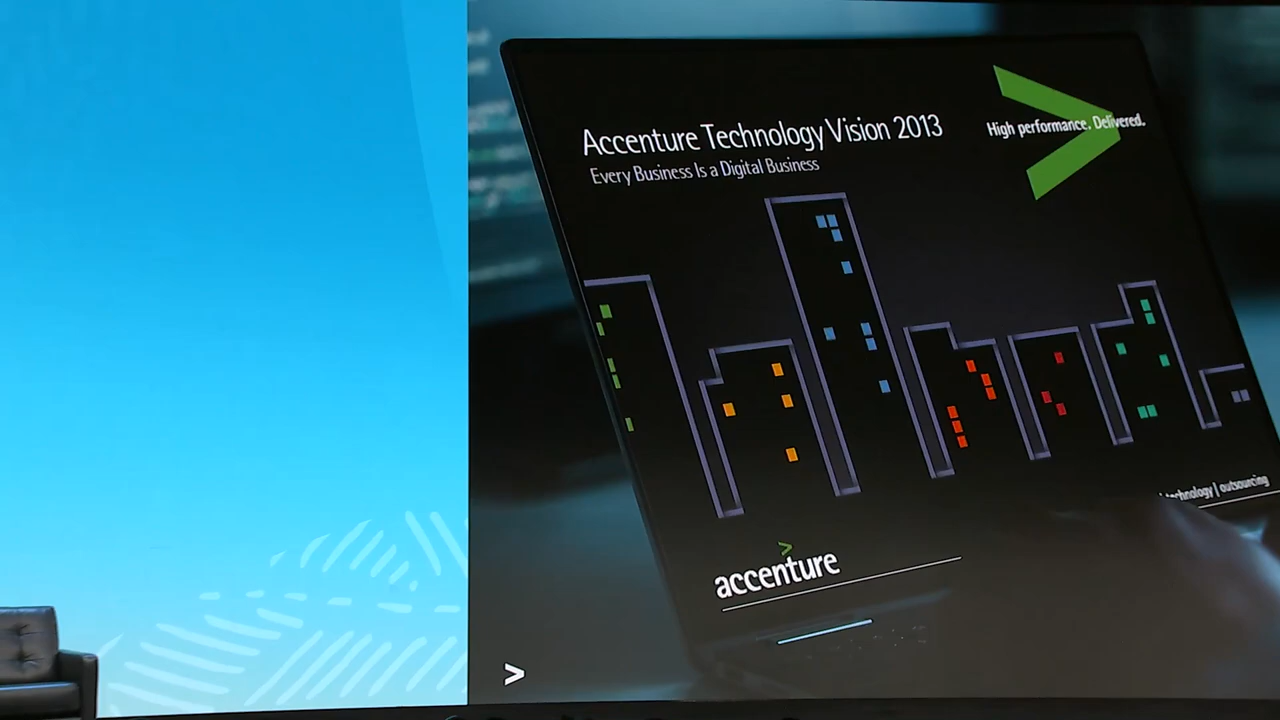 Accenture Technology Vision 2013
Every Business Is a Digital Business
High performance. Delivered.
technology | outsourcing
accenture
>